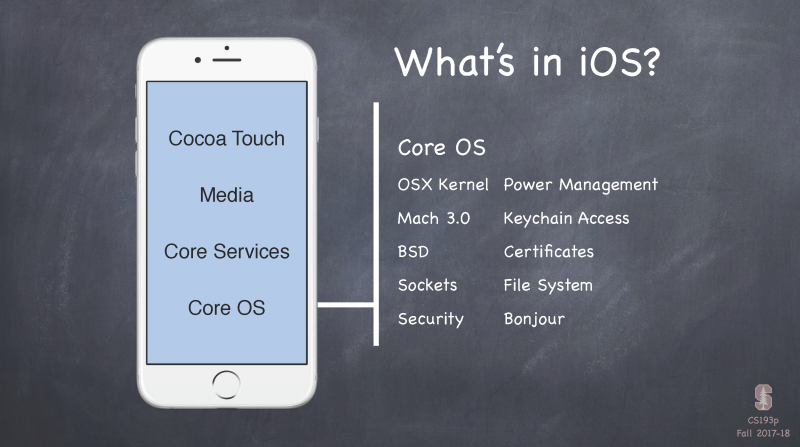 What's in iOS?
Cocoa Touch
Media
Core Services
Core OS
Core OS
OSX Kernel Power Management
Mach 3.0 Keychain Access
BSD Certificates
Sockets File System
Security Bonjour
S
CS193p
Fall 2017-18